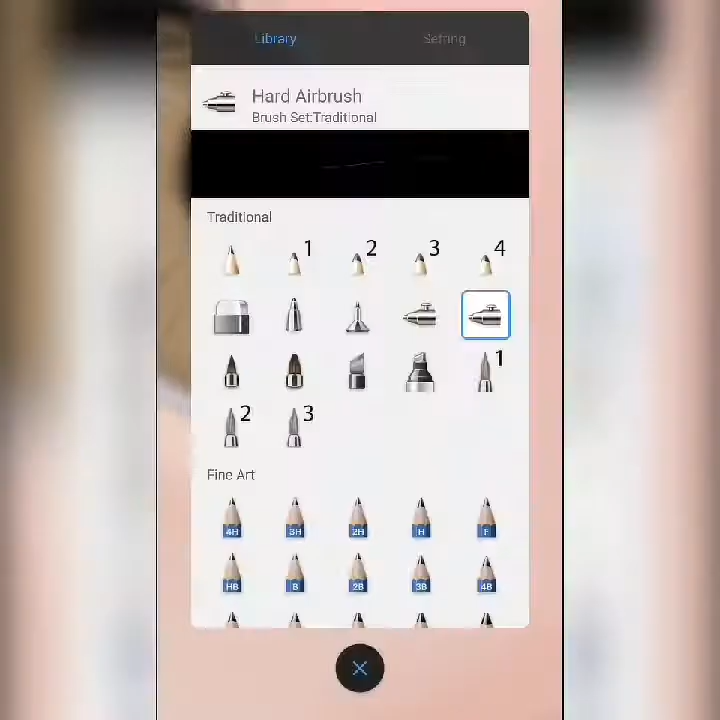 Library
Setting
Hard Airbrush
Brush Set:Traditional
Traditional
1 2 3 4
1
2 3
Fine Art
4H 3H 2H H F
HB B 2B 3B 4B